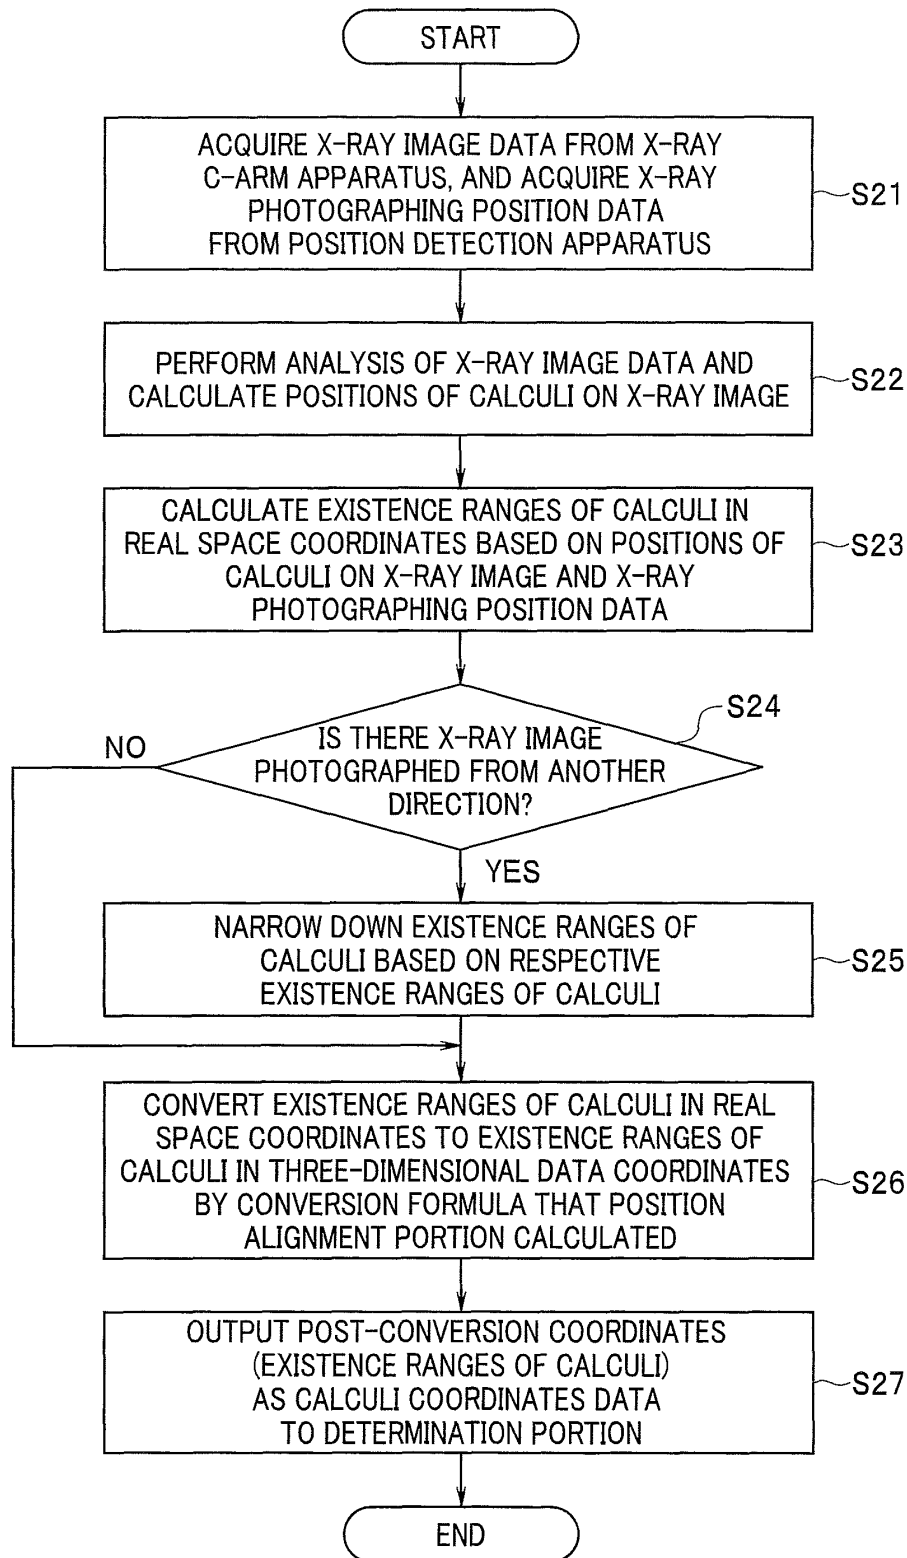 START
ACQUIRE X-RAY IMAGE DATA FROM X-RAY
C-ARM APPARATUS, AND ACQUIRE X-RAY
PHOTOGRAPHING POSITION DATA
FROM POSITION DETECTION APPARATUS
S21
PERFORM ANALYSIS OF X-RAY IMAGE DATA AND
CALCULATE POSITIONS OF CALCULI ON X-RAY IMAGE
S22
CALCULATE EXISTENCE RANGES OF CALCULI IN
REAL SPACE COORDINATES BASED ON POSITIONS OF
CALCULI ON X-RAY IMAGE AND X-RAY
PHOTOGRAPHING POSITION DATA
S23
IS THERE X-RAY IMAGE
PHOTOGRAPHED FROM ANOTHER
DIRECTION?
S24
NO
YES
NARROW DOWN EXISTENCE RANGES OF
CALCULI BASED ON RESPECTIVE
EXISTENCE RANGES OF CALCULI
S25
CONVERT EXISTENCE RANGES OF CALCULI IN REAL
SPACE COORDINATES TO EXISTENCE RANGES OF
CALCULI IN THREE-DIMENSIONAL DATA COORDINATES
BY CONVERSION FORMULA THAT POSITION
ALIGNMENT PORTION CALCULATED
S26
OUTPUT POST-CONVERSION COORDINATES
(EXISTENCE RANGES OF CALCULI)
AS CALCULI COORDINATES DATA
TO DETERMINATION PORTION
S27
END